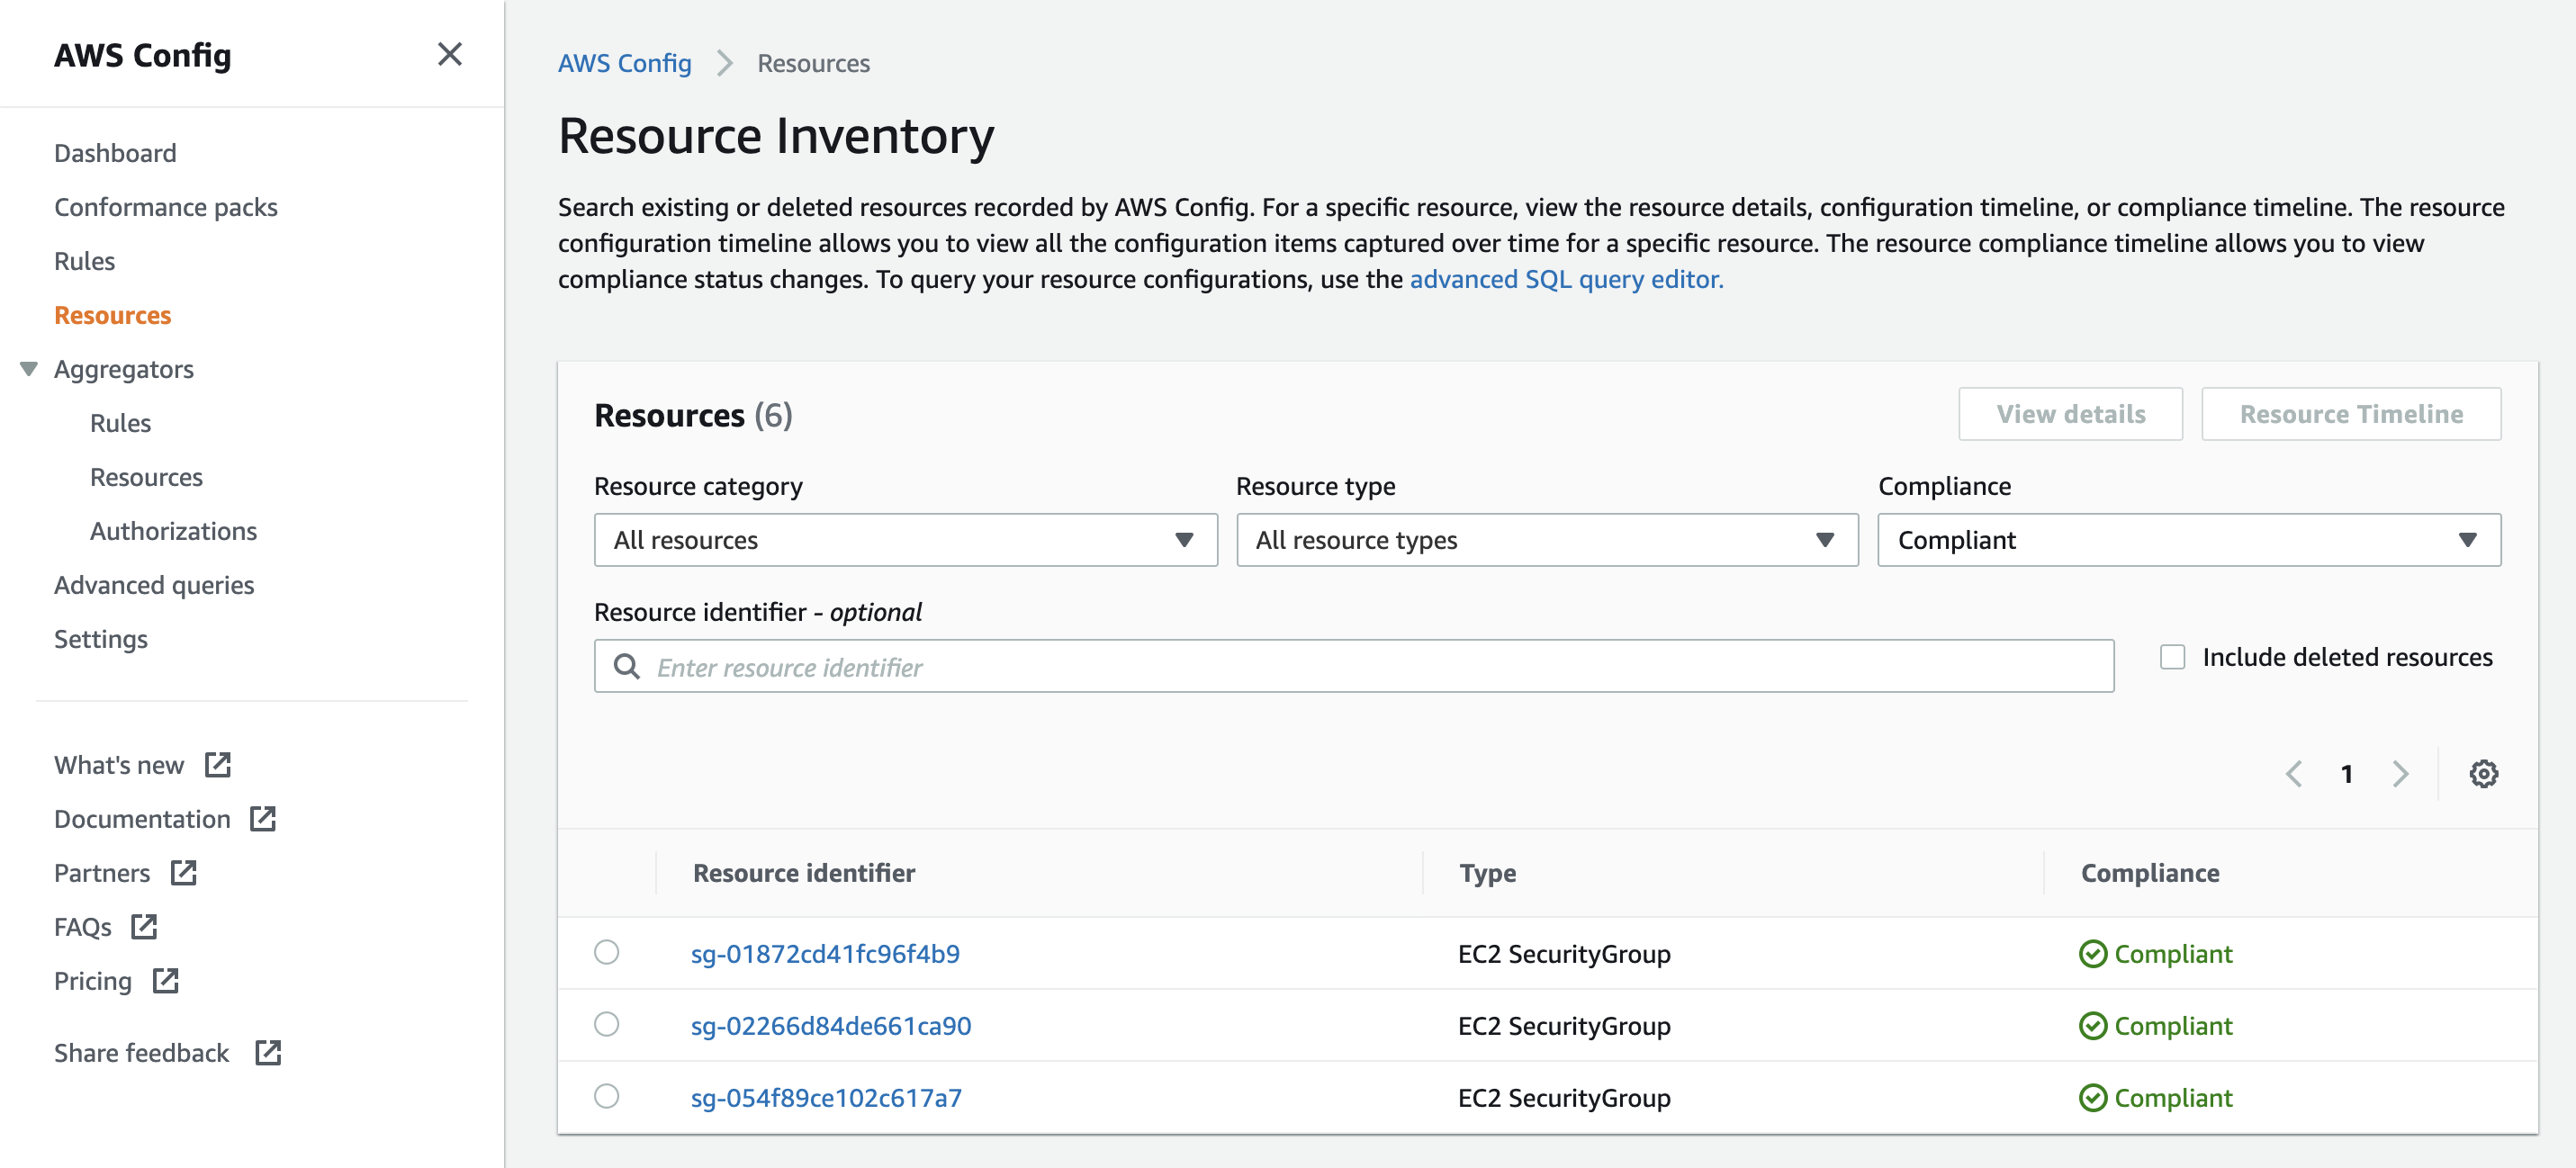 AWS Config
Dashboard
Conformance packs
Rules
Resources
Aggregators
Rules
Resources
Authorizations
Advanced queries
Settings
What's new
Documentation
Partners
FAQs
Pricing
Share feedback
AWS Config > Resources
Resource Inventory
Search existing or deleted resources recorded by AWS Config. For a specific resource, view the resource details, configuration timeline, or compliance timeline. The resource
configuration timeline allows you to view all the configuration items captured over time for a specific resource. The resource compliance timeline allows you to view
compliance status changes. To query your resource configurations, use the advanced SQL query editor.
Resources (6) View details Resource Timeline
Resource category Resource type Compliance
All resources All resource types Compliant
Resource identifier - optional
Enter resource identifier Include deleted resources
1
Resource identifier Type Compliance
sg-01872cd41fc96f4b9 EC2 SecurityGroup Compliant
sg-02266d84de661ca90 EC2 SecurityGroup Compliant
sg-054f89ce102c617a7 EC2 SecurityGroup Compliant